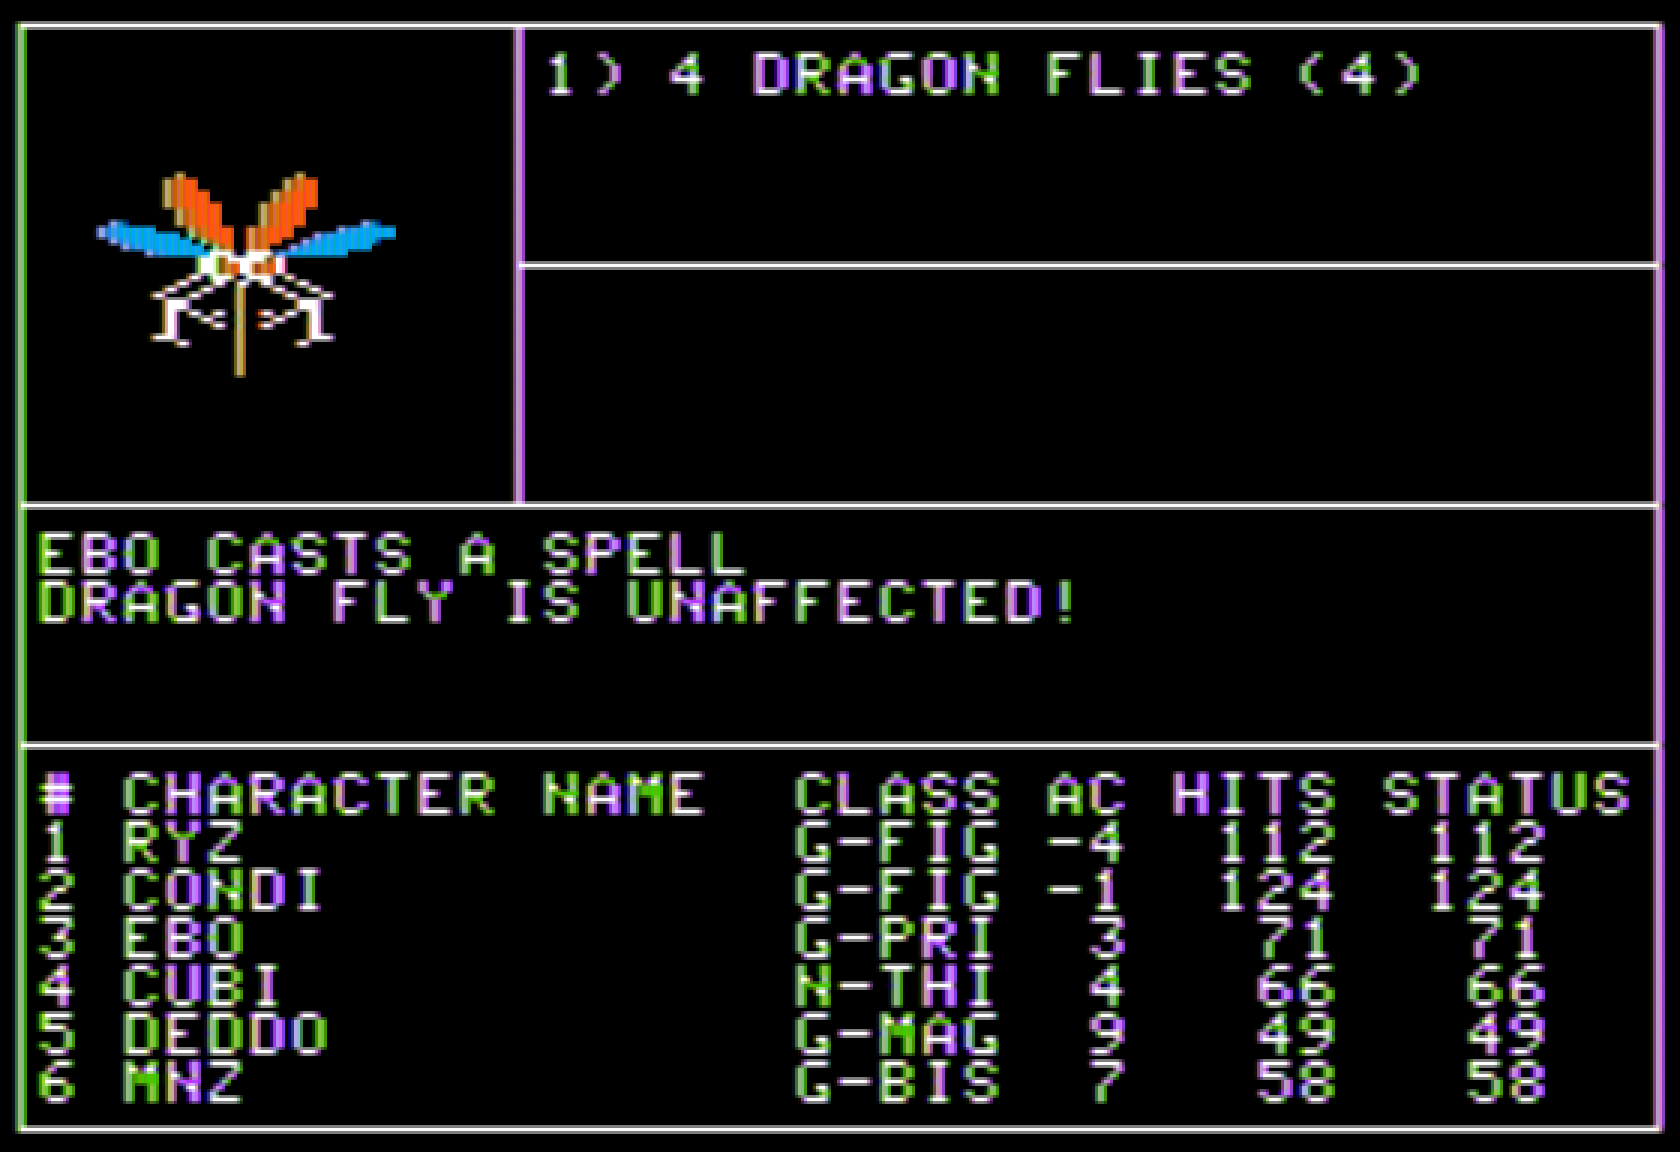 1) 4 DRAGON FLIES (4)
EBO CASTS A SPELL
DRAGON FLY IS UNAFFECTED!
# CHARACTER NAME CLASS AC HITS STATUS
1 RYZ G-FIG -4 112 112
2 CONDI G-FIG -1 124 124
3 EBO G-PRI 3 71 71
4 CUBI N-THI 4 66 66
5 DEDDO G-MAG 9 49 49
6 MNZ G-BIS 7 58 58